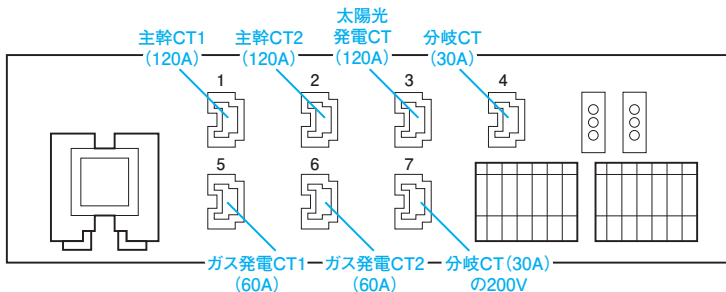 主幹CT1
(120A)
主幹CT2
(120A)
太陽光
発電CT
(120A)
分岐CT
(30A)
1
2
3
4
5
6
7
ガス発電CT1
(60A)
ガス発電CT2
(60A)
分岐CT(30A)
の200V